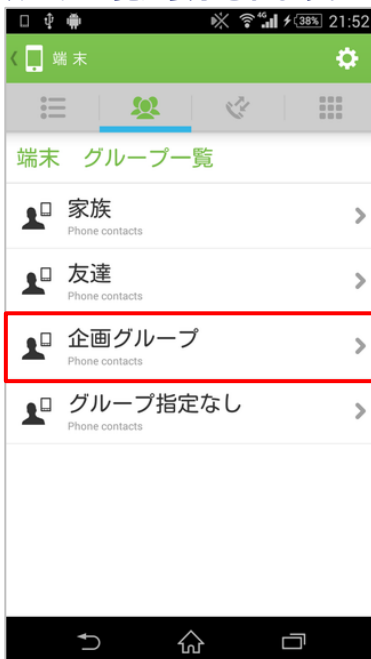 4G 38% 21:52
端末
端末 グループ一覧
家族
Phone contacts
友達
Phone contacts
企画グループ
Phone contacts
グループ指定なし
Phone contacts